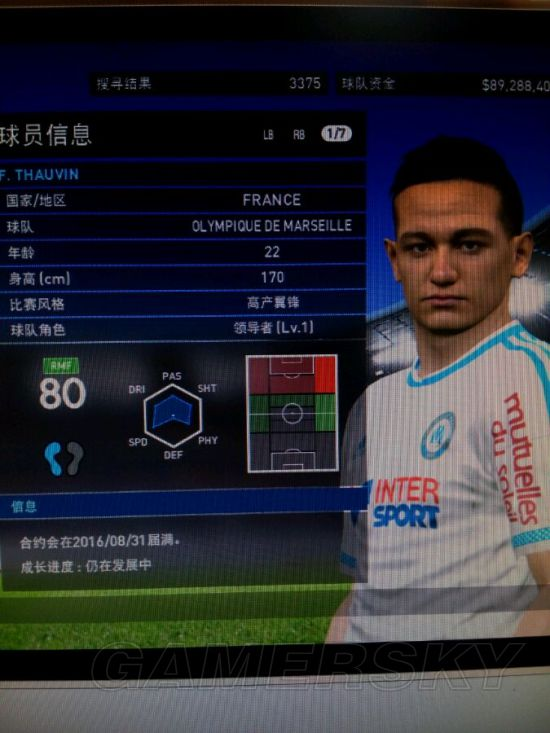 搜寻结果 3375 球队资金 $89,288,40
球员信息 LB RB 1/7
F. THAUVIN
国家/地区 FRANCE
球队 OLYMPIQUE DE MARSEILLE
年龄 22
身高(cm) 170
比赛风格 高产翼锋
球队角色 领导者(Lv.1)
RMF
80
PAS
DRI SHT
SPD PHY
DEF
信息
合约会在2016/08/31届满。
成长进度:仍在发展中
mutuelles
du soleil
INTER
SPORT
GAMERSKY